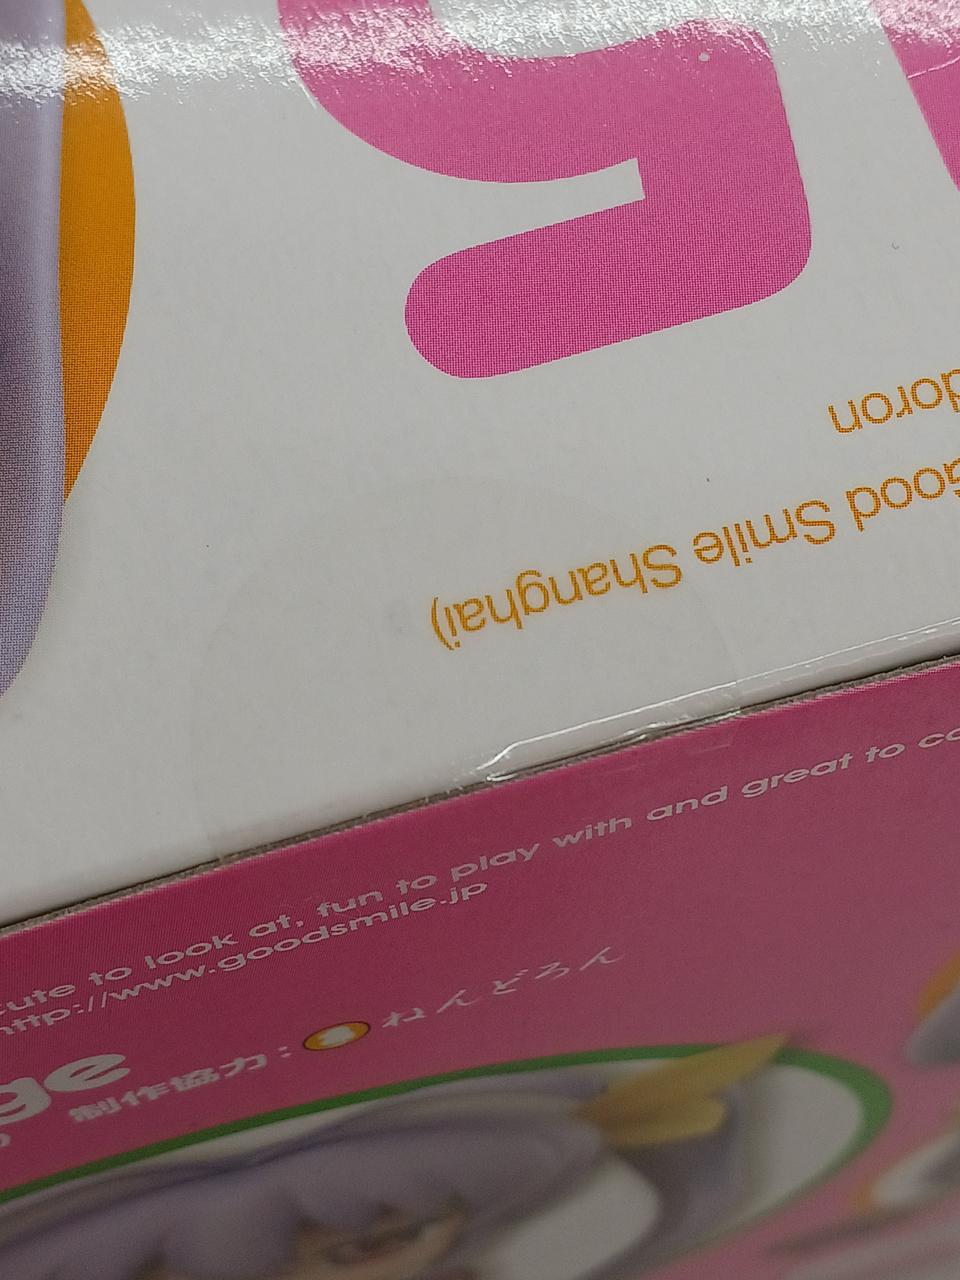 doron
Good Smile Shanghai)
cute to look at, fun to play with and great to co
http://www.goodsmile.jp
ge
制作協力：ねんどろん